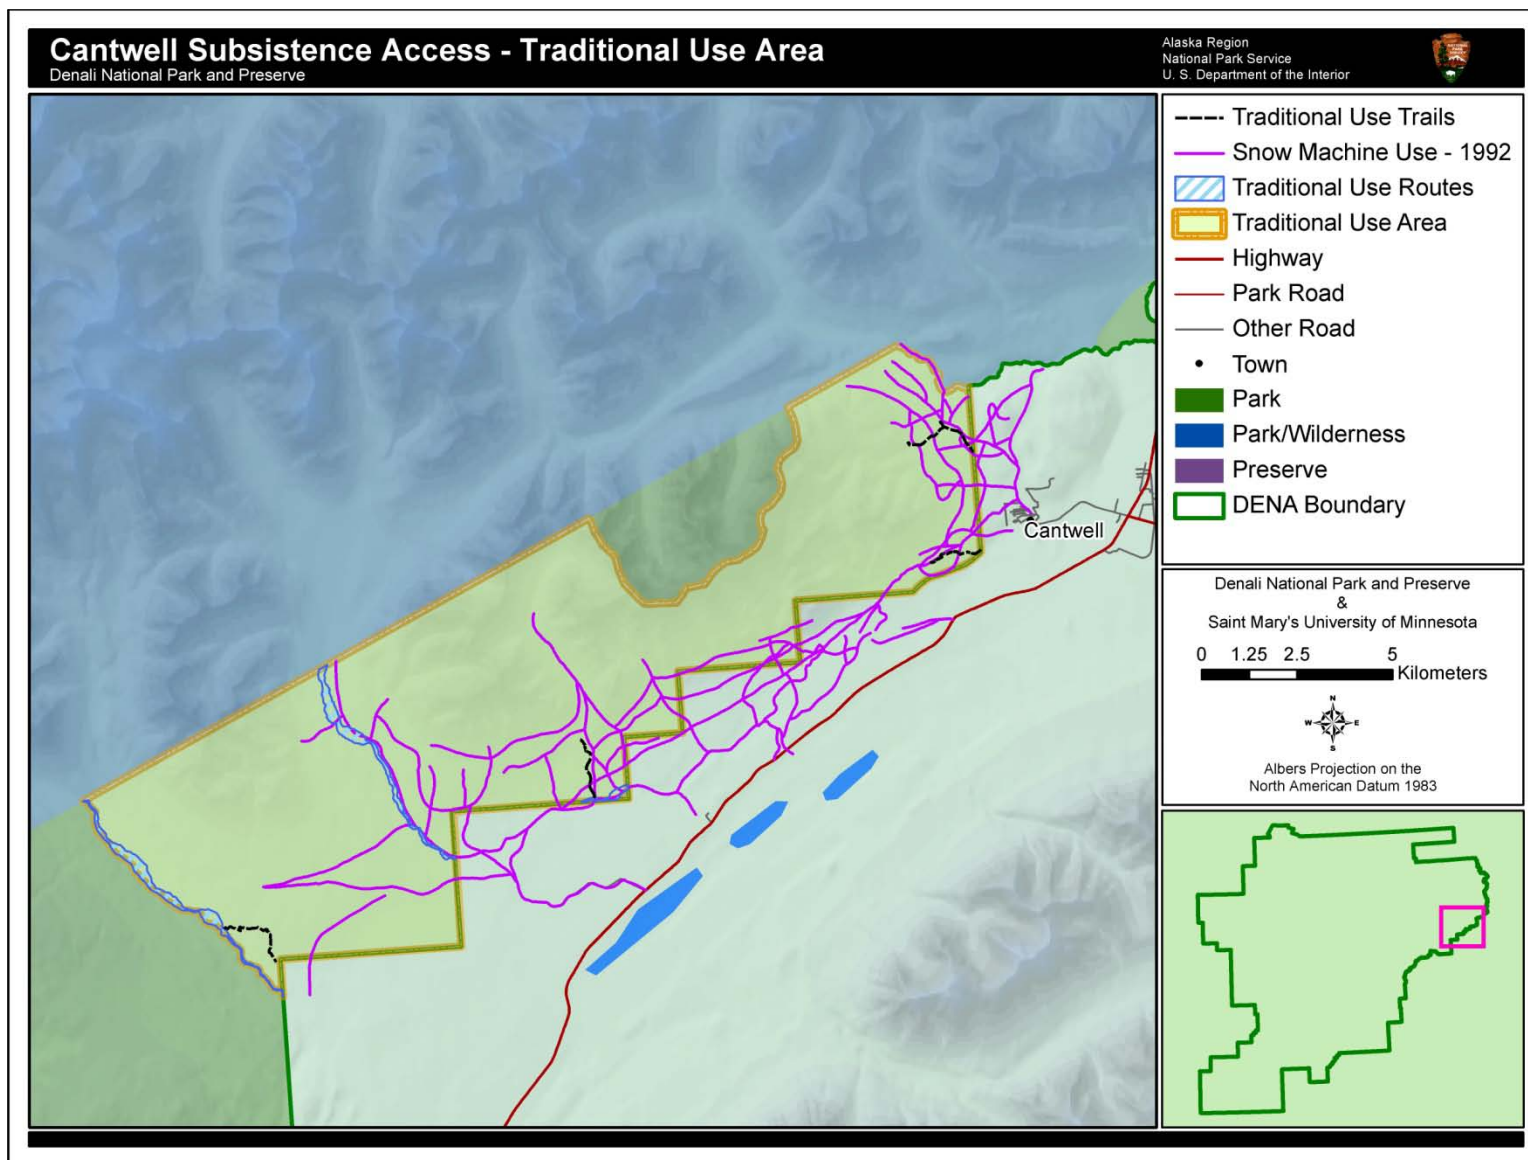 Cantwell Subsistence Access - Traditional Use Area
Denali National Park and Preserve
Alaska Region
National Park Service
U. S. Department of the Interior
Traditional Use Trails
Snow Machine Use - 1992
Traditional Use Routes
Traditional Use Area
Highway
Park Road
Other Road
Town
Park
Park/Wilderness
Preserve
DENA Boundary
Cantwell
Denali National Park and Preserve
&
Saint Mary's University of Minnesota
0 1.25 2.5 5
Kilometers
N
W E
S
Albers Projection on the
North American Datum 1983